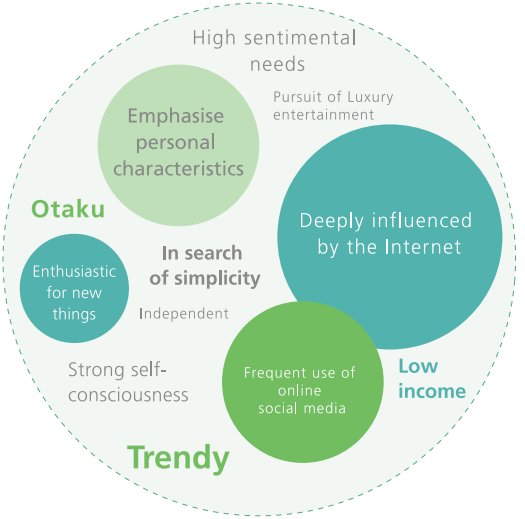 High sentimental
needs
Pursuit of Luxury
entertainment
Emphasise
personal
characteristics
Otaku
Deeply influenced
by the Internet
In search
of simplicity
Enthusiastic
for new
things
Independent
Strong self-
consciousness
Frequent use of
online
social media
Low
income
Trendy